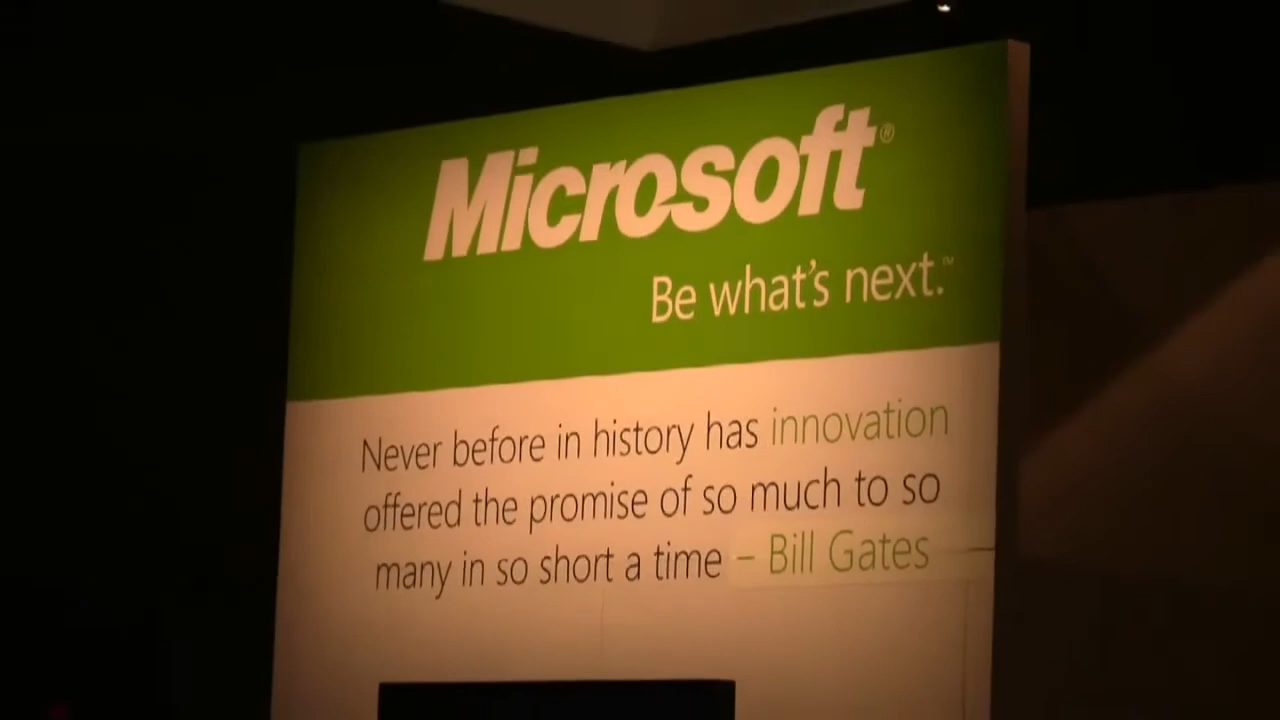 Microsoft®
Be what's next.™
Never before in history has innovation
offered the promise of so much to so
many in so short a time – Bill Gates